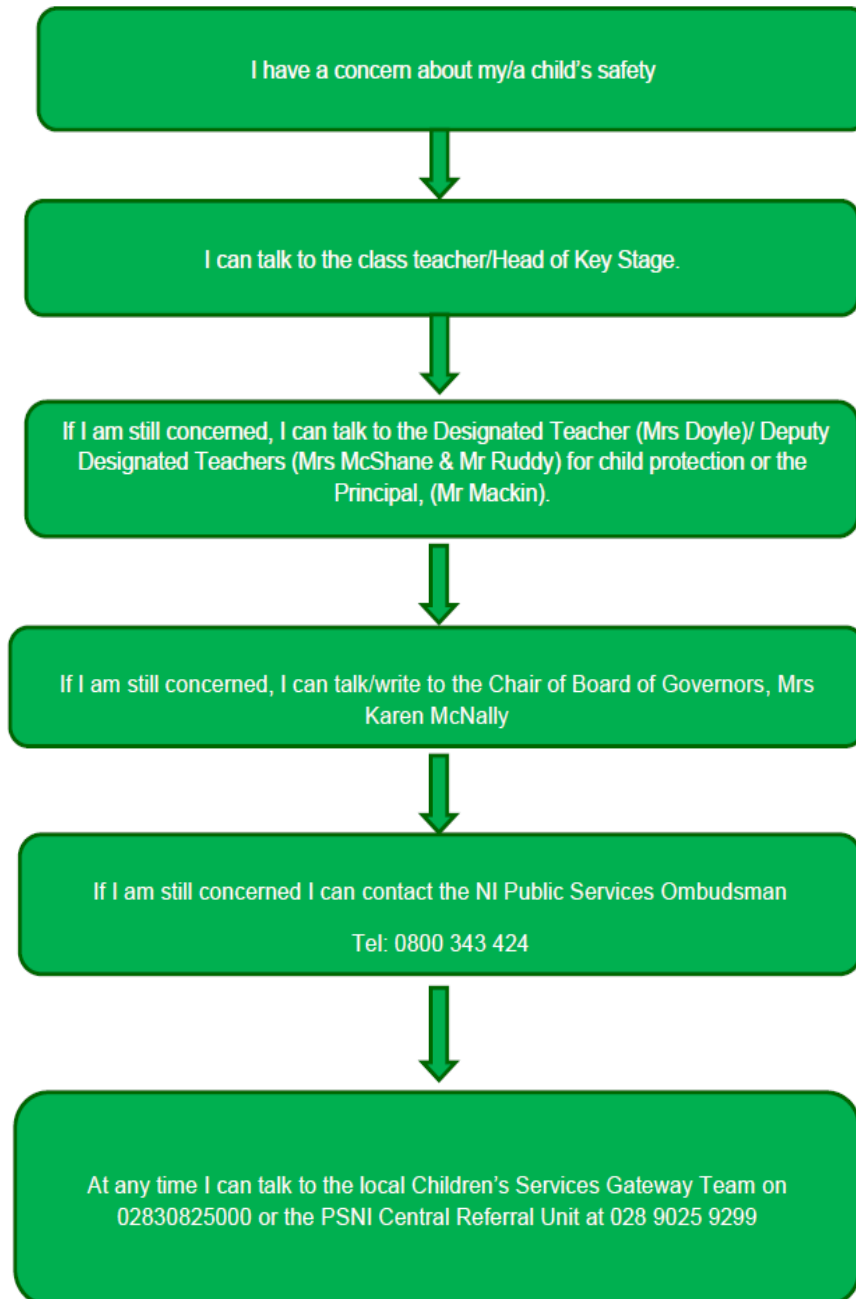 I have a concern about my/a child’s safety
I can talk to the class teacher/Head of Key Stage.
If I am still concerned, I can talk to the Designated Teacher (Mrs Doyle)/ Deputy
Designated Teachers (Mrs McShane & Mr Ruddy) for child protection or the
Principal, (Mr Mackin).
If I am still concerned, I can talk/write to the Chair of Board of Governors, Mrs
Karen McNally
If I am still concerned I can contact the NI Public Services Ombudsman
Tel: 0800 343 424
At any time I can talk to the local Children’s Services Gateway Team on
02830825000 or the PSNI Central Referral Unit at 028 9025 9299